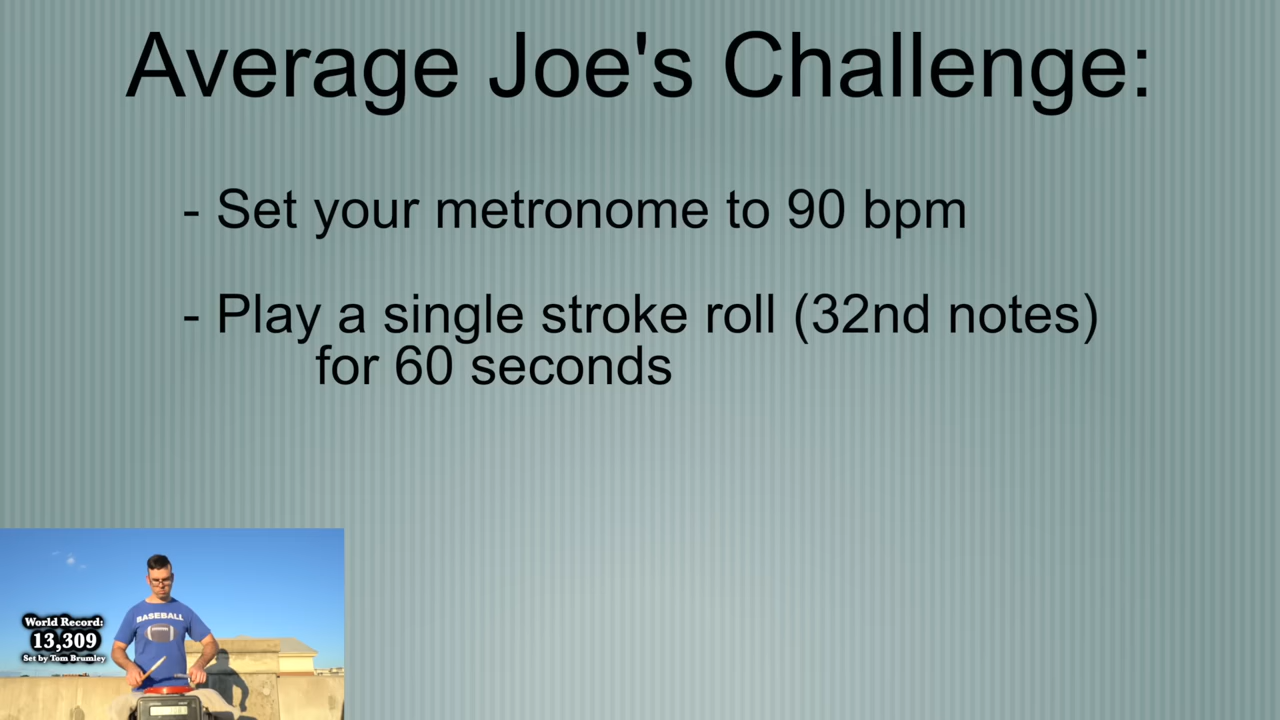 Average Joe's Challenge:
- Set your metronome to 90 bpm
- Play a single stroke roll (32nd notes)
for 60 seconds
World Record:
13,309
Set by Tom Brumley
BASEBALL